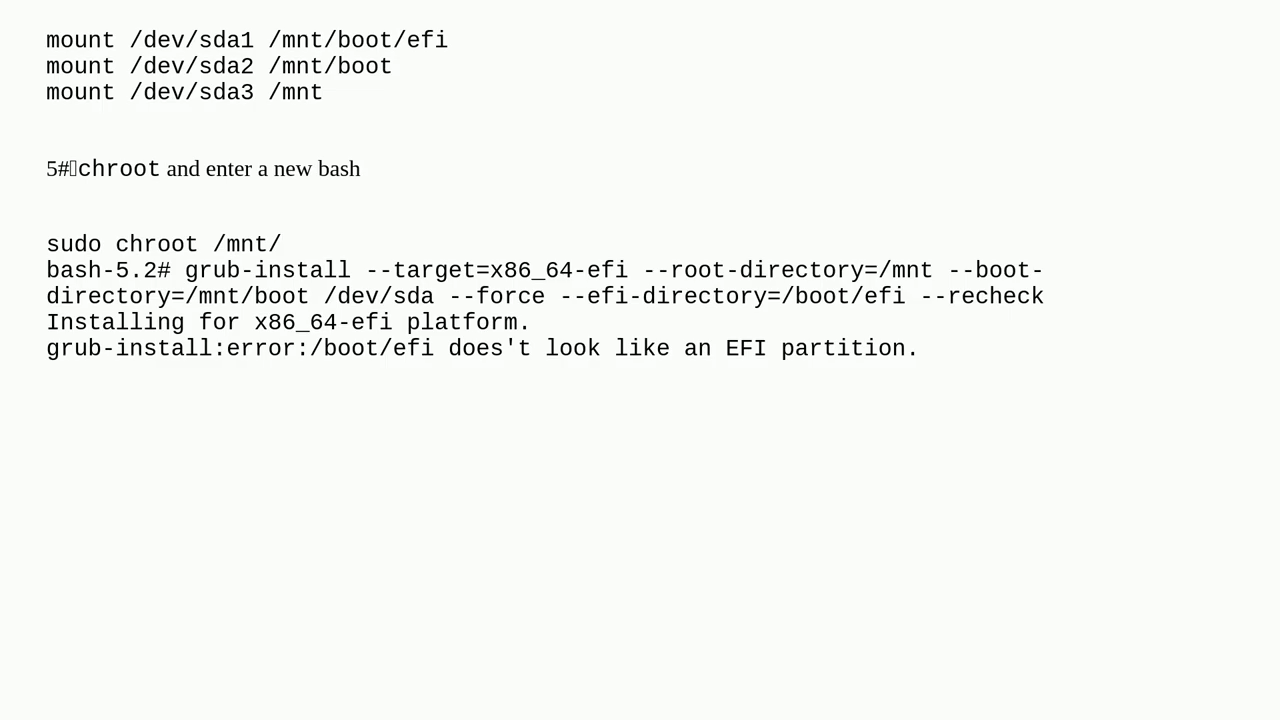 mount /dev/sda1 /mnt/boot/efi
mount /dev/sda2 /mnt/boot
mount /dev/sda3 /mnt
5#▯chroot and enter a new bash
sudo chroot /mnt/
bash-5.2# grub-install --target=x86_64-efi --root-directory=/mnt --boot-
directory=/mnt/boot /dev/sda --force --efi-directory=/boot/efi --recheck
Installing for x86_64-efi platform.
grub-install:error:/boot/efi does't look like an EFI partition.